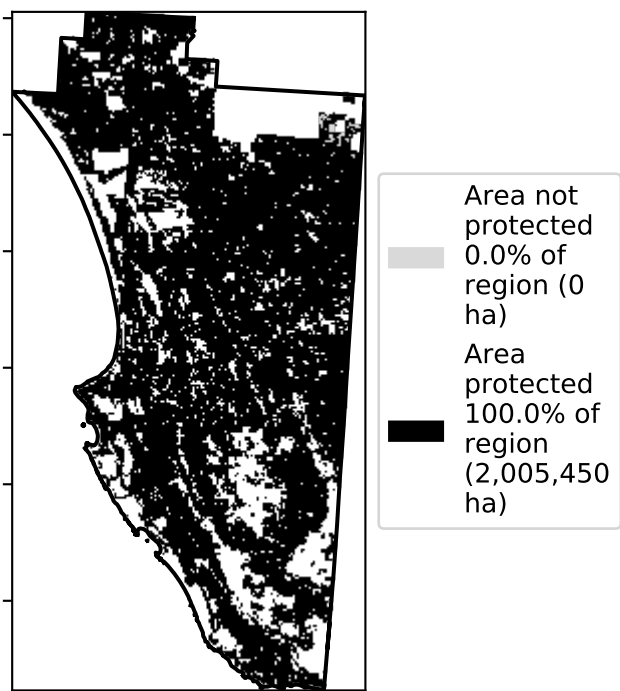 Area not
protected
0.0% of
region (0
ha)
Area
protected
100.0% of
region
(2,005,450
ha)